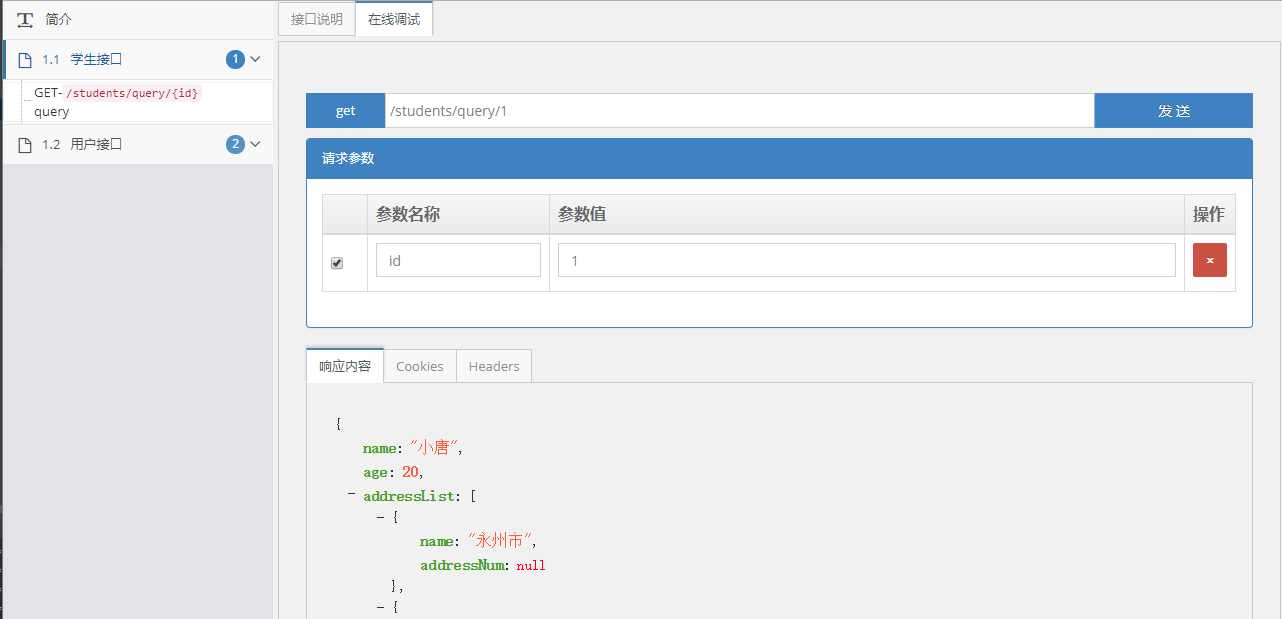 简介
1.1 学生接口 1
GET-/students/query/{id}
query
1.2 用户接口 2
接口说明 在线调试
get /students/query/1 发 送
请求参数
参数名称 参数值 操作
id 1 ×
响应内容 Cookies Headers
{
name: "小唐",
age: 20,
− addressList: [
− {
name: "永州市",
addressNum: null
},
− {